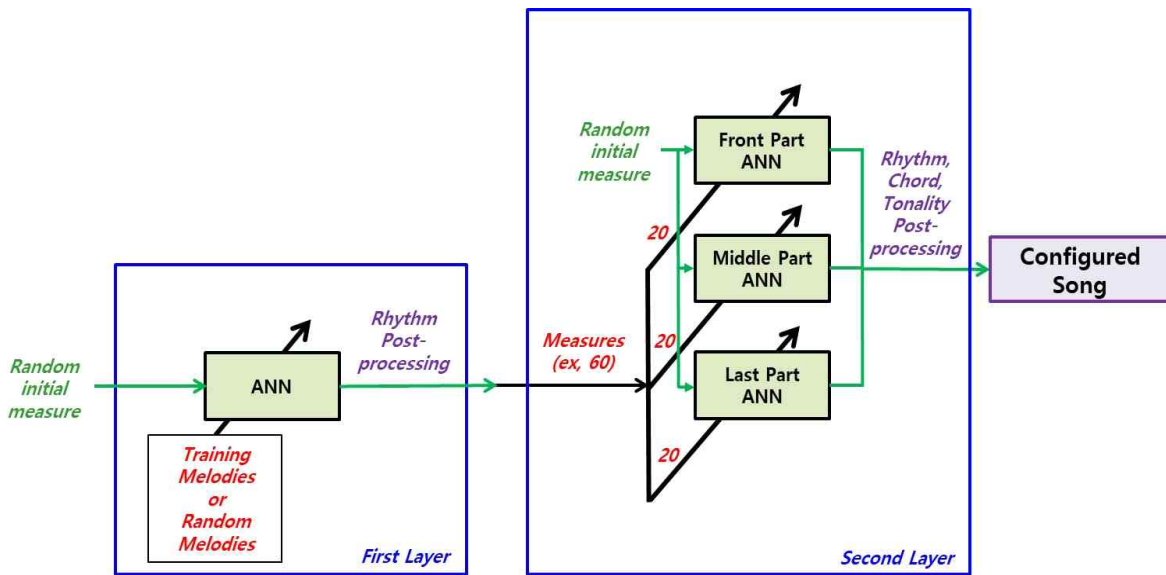 Random
initial
measure
ANN
Rhythm
Post-
processing
Training
Melodies
or
Random
Melodies
First Layer
Measures
(ex, 60)
Random
initial
measure
20
20
20
Front Part
ANN
Middle Part
ANN
Last Part
ANN
Rhythm,
Chord,
Tonality
Post-
processing
Second Layer
Configured
Song